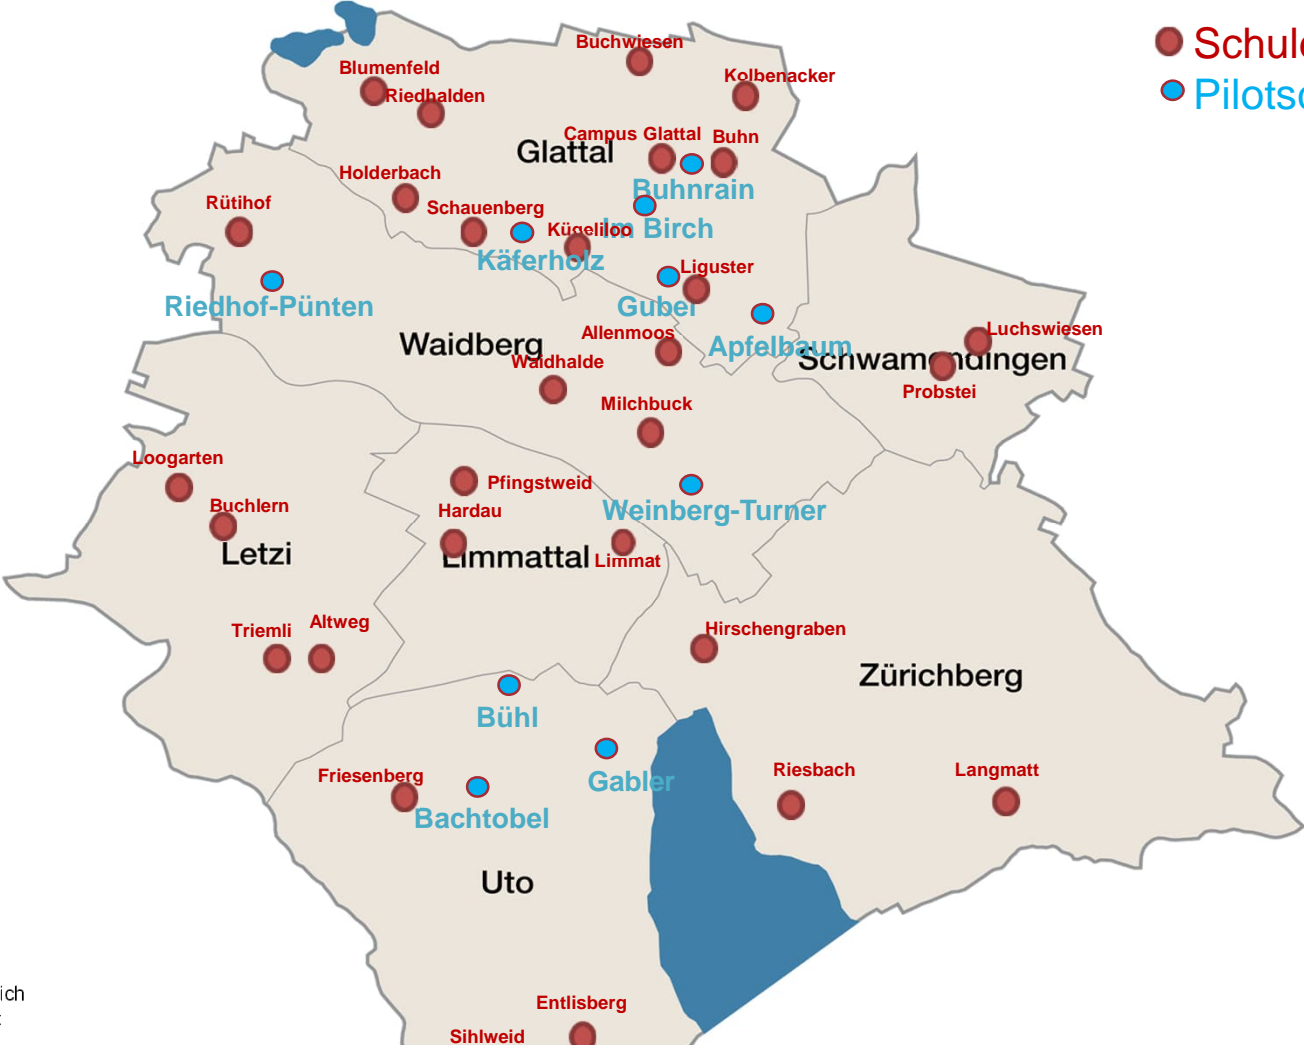 Buchwiesen
Schul
Blumenfeld
Kolbenacker
Pilots
Riedhalden
Campus Glattal
Buhn
Glattal
Holderbach
Buhnrain
Rütihof
Schauenberg
Kügeliloo
Im Birch
Käferholz
Liguster
Riedhof-Pünten
Gubel
Allenmoos
Luchswiesen
Waidberg
Apfelbaum
Schwamendingen
Waidhalde
Probstei
Milchbuck
Loogarten
Pfingstweid
Buchlern
Hardau
Weinberg-Turner
Letzi
Limmattal
Limmat
Triemli
Altweg
Hirschengraben
Zürichberg
Bühl
Friesenberg
Gabler
Riesbach
Langmatt
Bachtobel
Uto
ich
Entlisberg
Sihlweid